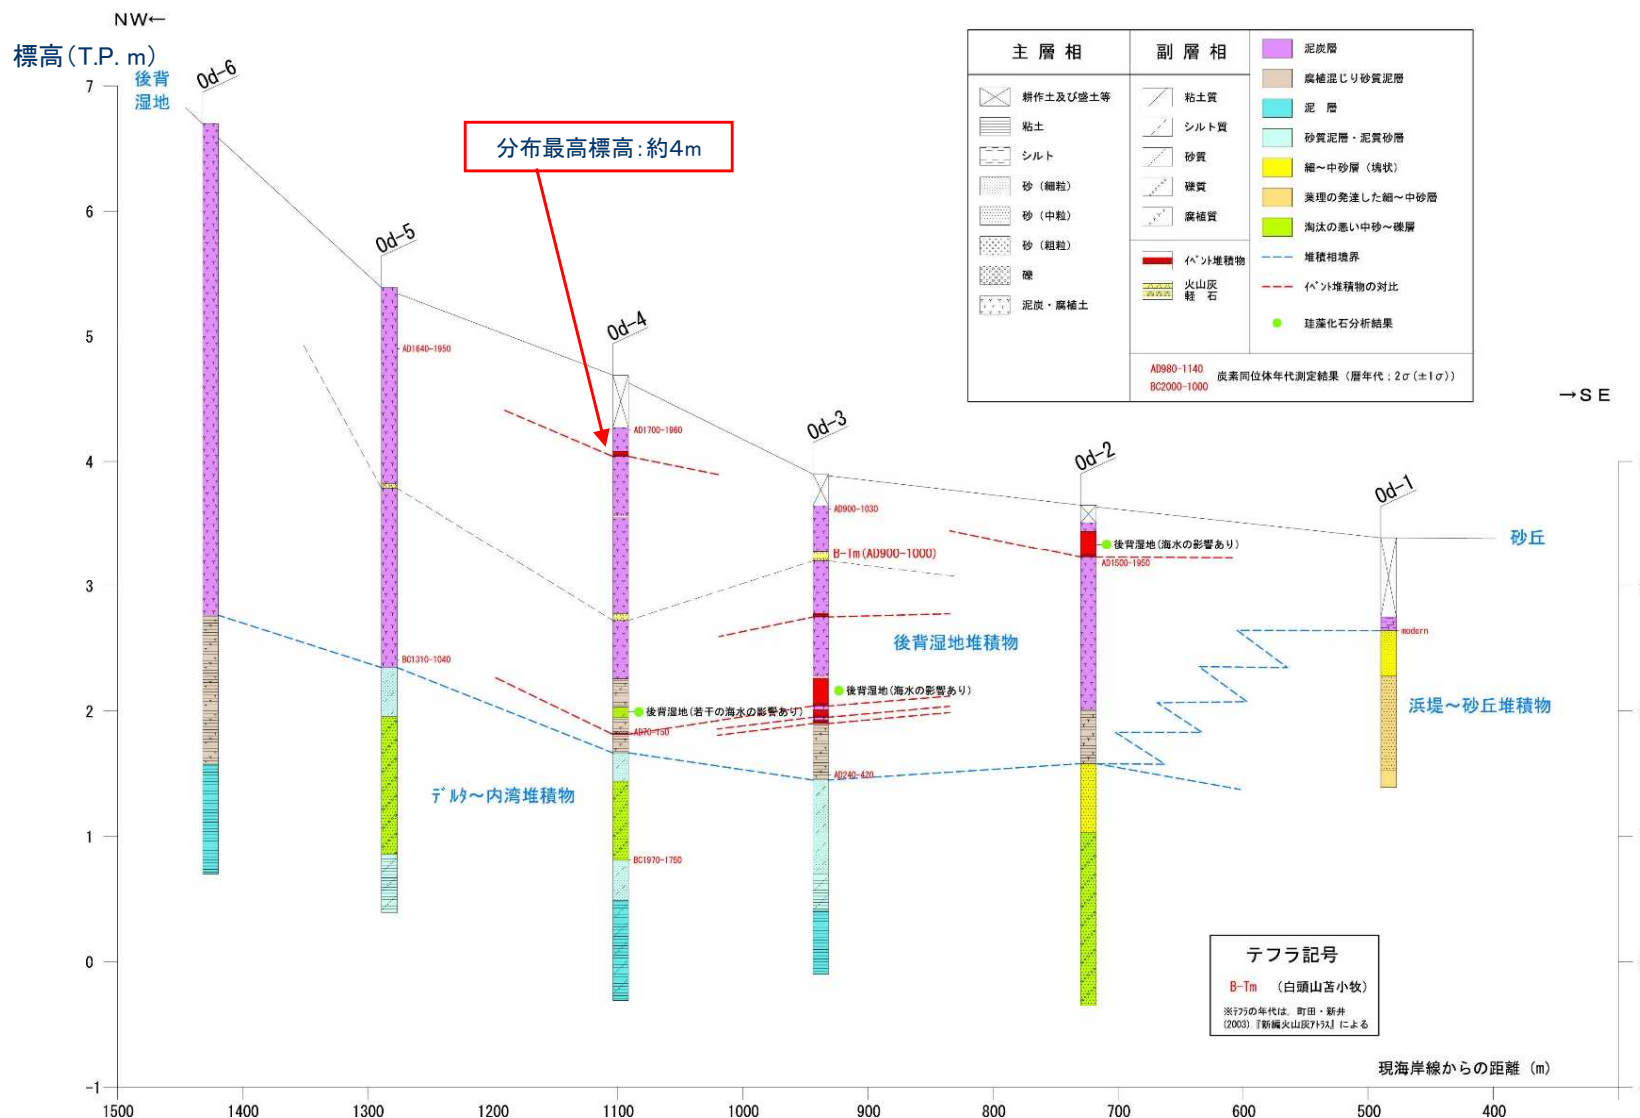 NW←
標高(T.P. m)
後背
湿地
Od-6
Od-5
Od-4
Od-3
Od-2
Od-1
分布最高標高:約4m
主 層 相
副 層 相
耕作土及び盛土等
粘土
シルト
砂（細粒）
砂（中粒）
砂（粗粒）
礫
泥炭・腐植土
粘土質
シルト質
砂質
礫質
腐植質
ｲﾍﾞﾝﾄ堆積物
火山灰
軽 石
泥炭層
腐植混じり砂質泥層
泥 層
砂質泥層・泥質砂層
細～中砂層（塊状）
葉理の発達した細～中砂層
淘汰の悪い中砂～礫層
堆積相境界
ｲﾍﾞﾝﾄ堆積物の対比
珪藻化石分析結果
AD980-1140
BC2000-1000
炭素同位体年代測定結果（暦年代；2σ(±1σ)）
→S E
7
6
5
4
3
2
1
0
-1
AD1640-1950
BC1310-1040
AD1700-1960
後背湿地(若干の海水の影響あり)
AD70-150
BC1970-1750
AD900-1030
B-Tm(AD900-1000)
後背湿地(海水の影響あり)
AD240-420
後背湿地(海水の影響あり)
AD1500-1950
modern
砂丘
後背湿地堆積物
浜堤～砂丘堆積物
ﾃﾞﾙﾀ～内湾堆積物
テフラ記号
B-Tm （白頭山苫小牧）
※ﾃﾌﾗの年代は、町田・新井
(2003)『新編火山灰ｱﾄﾗｽ』による
現海岸線からの距離（m）
1500
1400
1300
1200
1100
1000
900
800
700
600
500
400